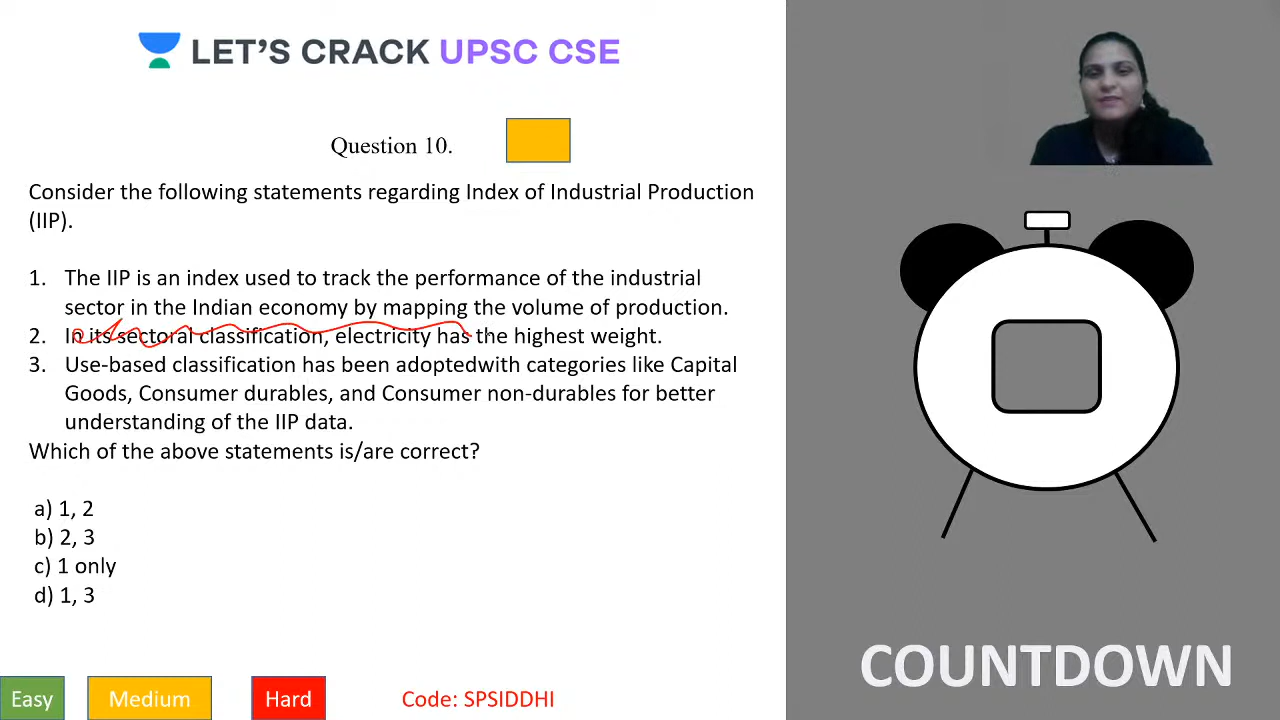 LET'S CRACK UPSC CSE
Question 10.
Consider the following statements regarding Index of Industrial Production
(IIP).
1. The IIP is an index used to track the performance of the industrial
sector in the Indian economy by mapping the volume of production.
2. In its sectoral classification, electricity has the highest weight.
3. Use-based classification has been adoptedwith categories like Capital
Goods, Consumer durables, and Consumer non-durables for better
understanding of the IIP data.
Which of the above statements is/are correct?
a) 1, 2
b) 2, 3
c) 1 only
d) 1, 3
Easy Medium Hard Code: SPSIDDHI
COUNTDOWN